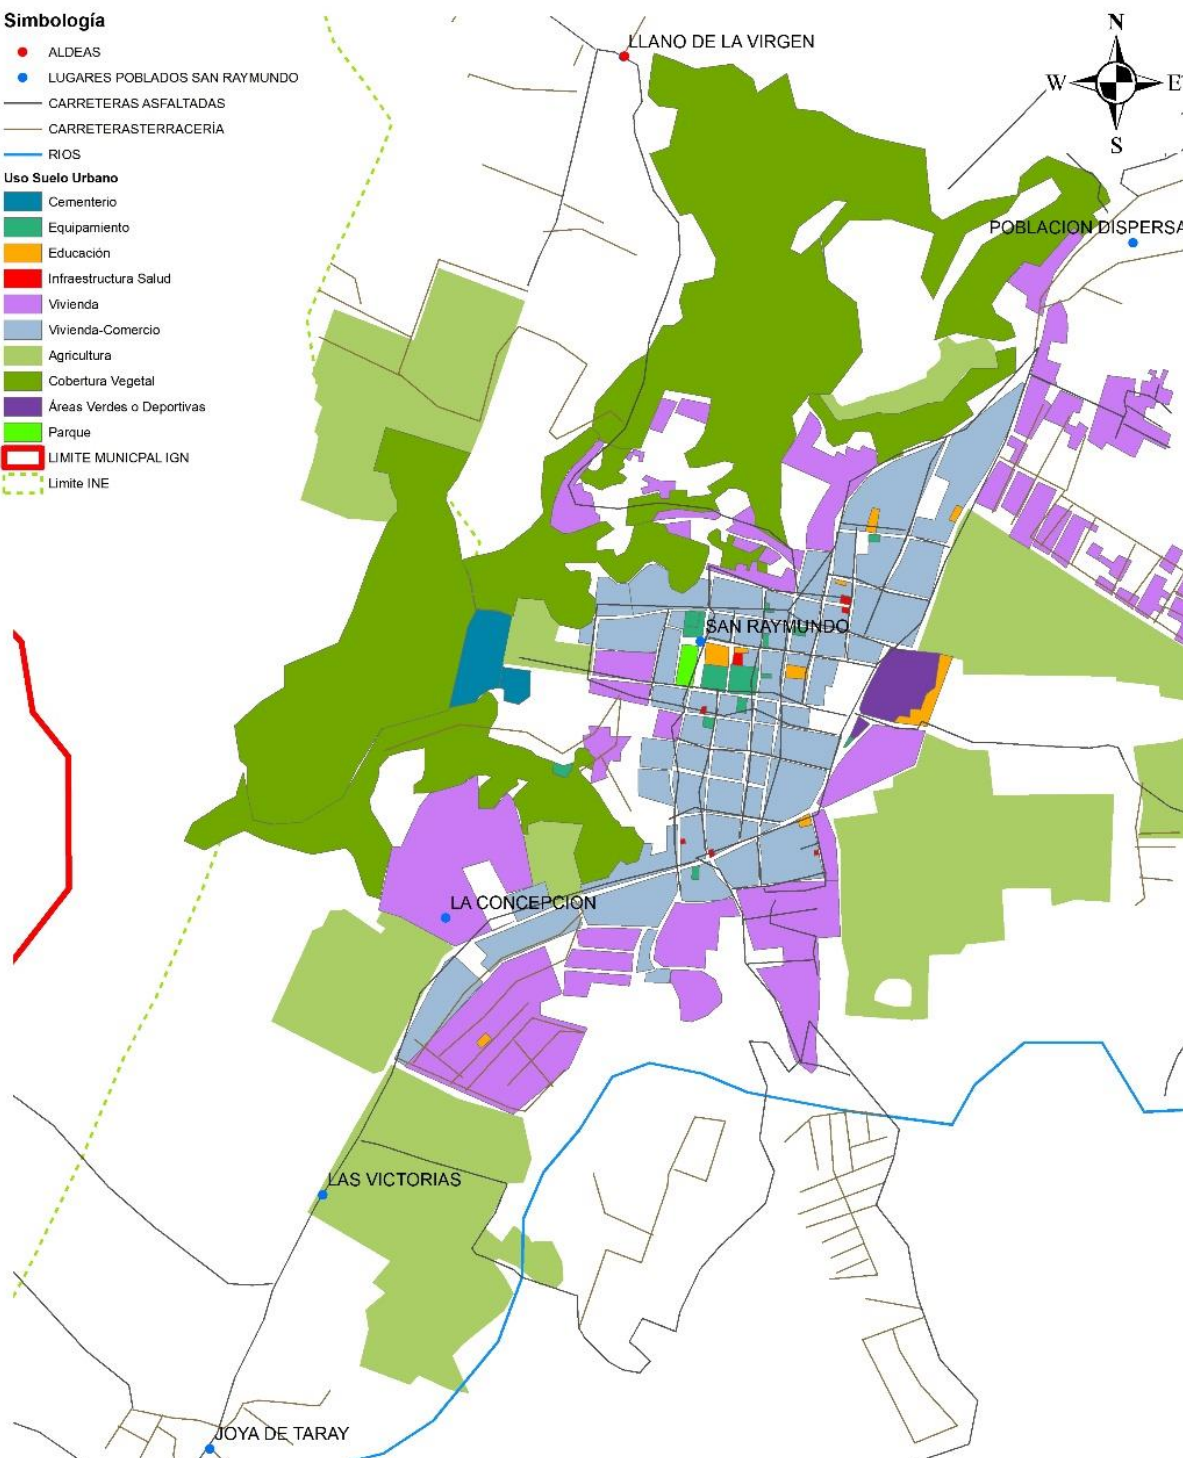 Simbología
ALDEAS
LUGARES POBLADOS SAN RAYMUNDO
CARRETERAS ASFALTADAS
CARRETERASTERRACERÍA
RIOS
Uso Suelo Urbano
Cementerio
Equipamiento
Educación
Infraestructura Salud
Vivienda
Vivienda-Comercio
Agricultura
Cobertura Vegetal
Áreas Verdes o Deportivas
Parque
LIMITE MUNICPAL IGN
Limite INE
N
W
E
S
LLANO DE LA VIRGEN
POBLACION DISPERSA
SAN RAYMUNDO
LA CONCEPCION
LAS VICTORIAS
JOYA DE TARAY